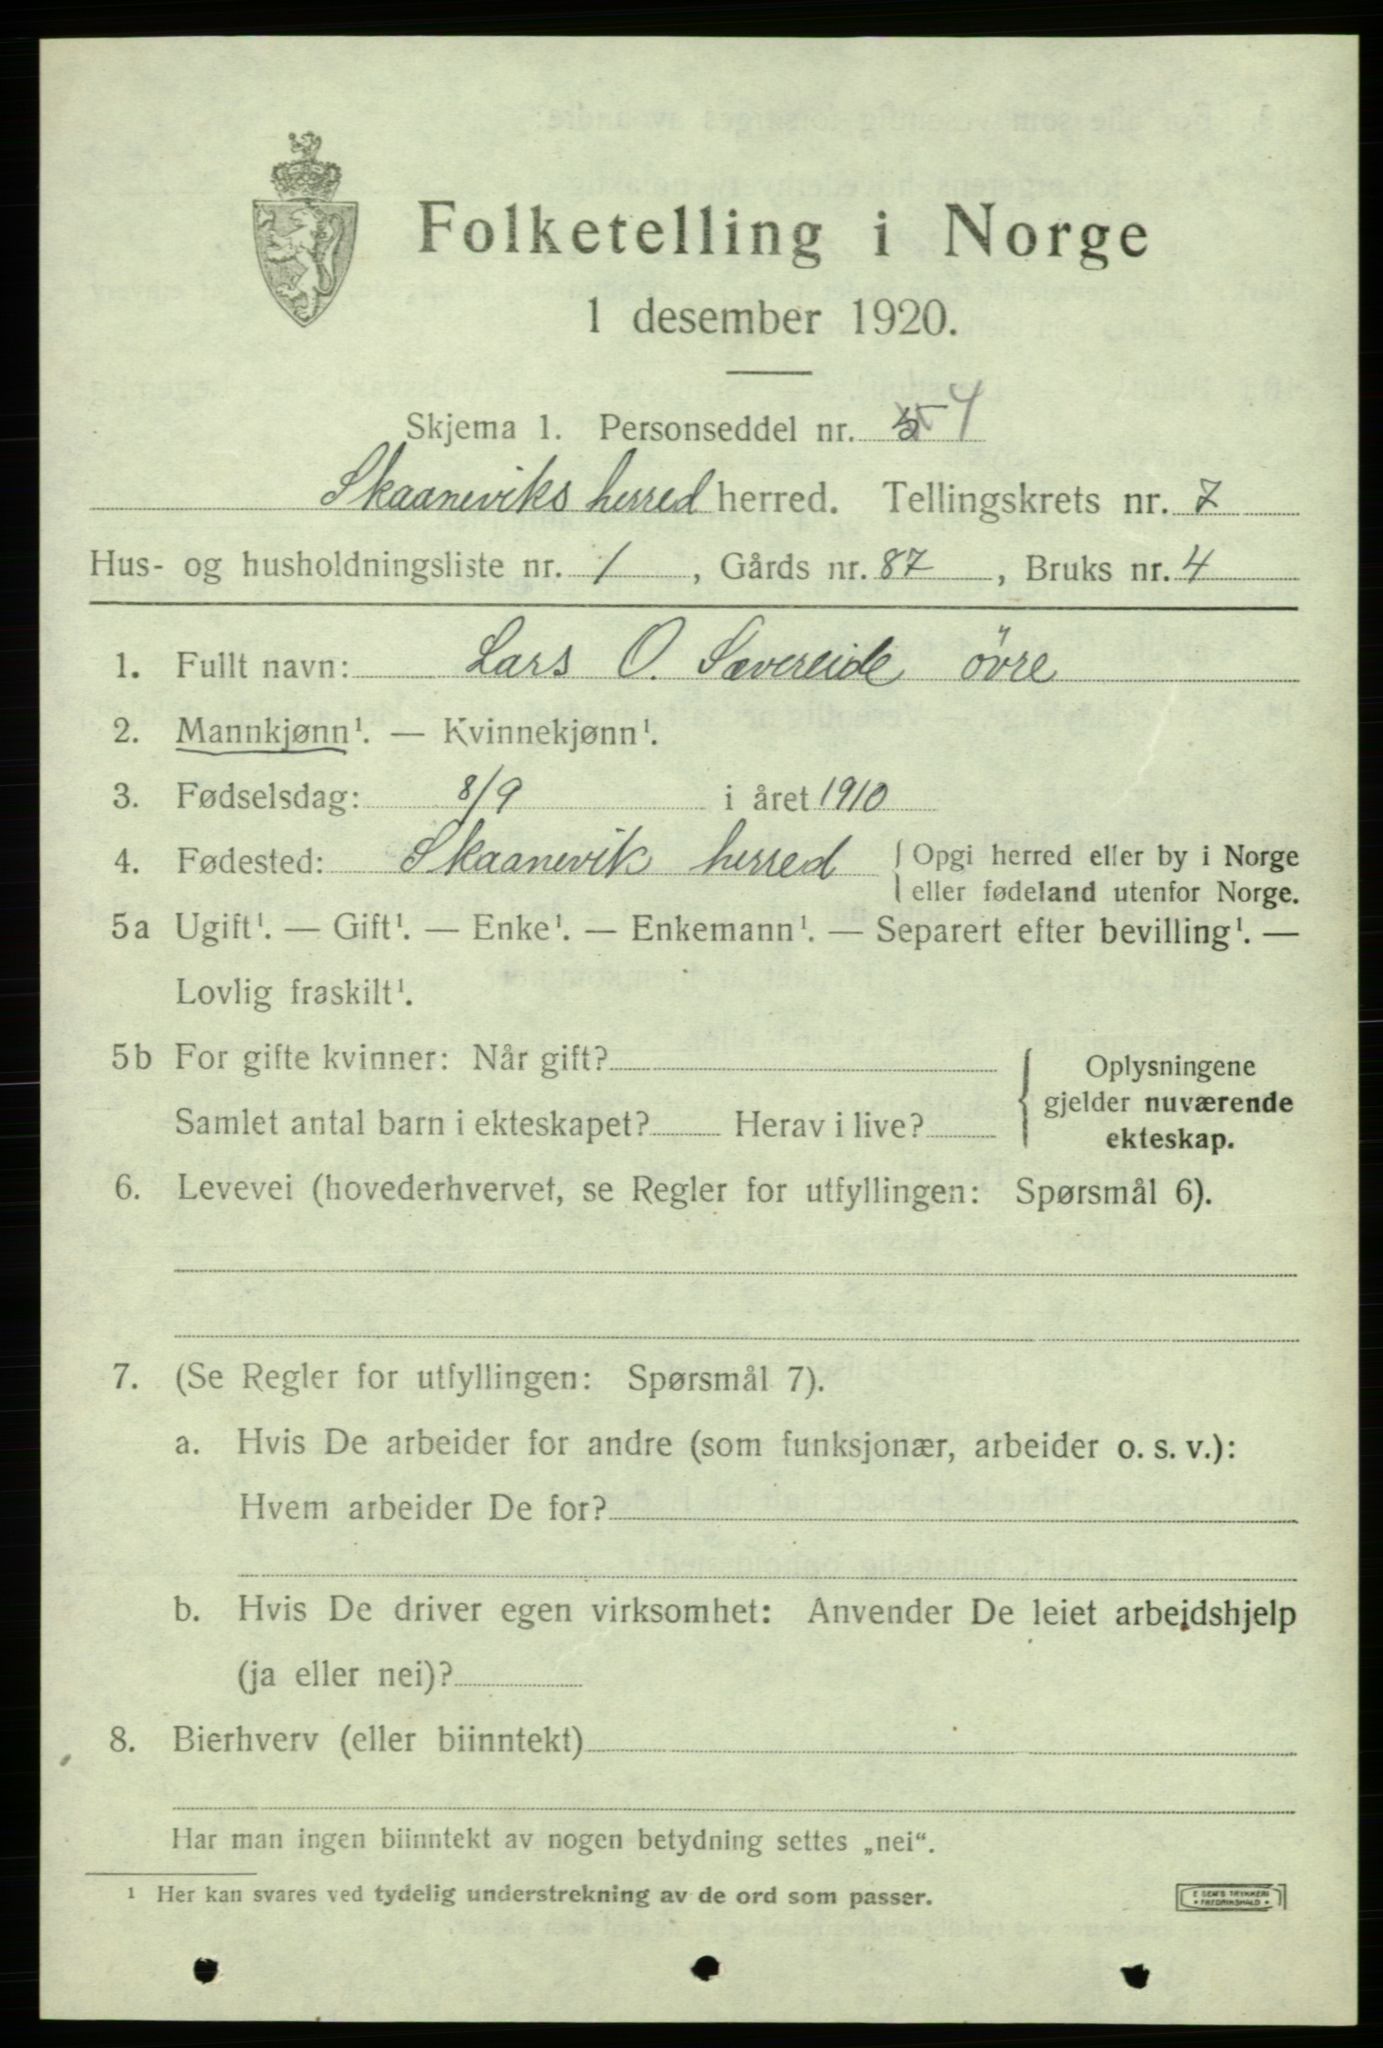 Folketelling i Norge
1 desember 1920.
Skjema 1. Personseddel nr. 5 4
Skaaneviks herred herred. Tellingskrets nr. 7
Hus- og husholdningsliste nr. 1, Gårds nr. 87, Bruks nr. 4
1. Fullt navn: Lars O. Sævereide övre
2. Mannkjønn¹. — Kvinnekjønn¹.
3. Fødselsdag: 8/9 i året 1910
4. Fødested: Skaanevik herred { Opgi herred eller by i Norge
eller fødeland utenfor Norge.
5a Ugift¹. — Gift¹. — Enke¹. — Enkemann¹. — Separert efter bevilling¹. —
Lovlig fraskilt¹.
5b For gifte kvinner: Når gift?
Samlet antal barn i ekteskapet? Herav i live?
{ Oplysningene
gjelder nuværende
ekteskap.
6. Levevei (hovederhvervet, se Regler for utfyllingen: Spørsmål 6).
7. (Se Regler for utfyllingen: Spørsmål 7).
a. Hvis De arbeider for andre (som funksjonær, arbeider o. s. v.):
Hvem arbeider De for?
b. Hvis De driver egen virksomhet: Anvender De leiet arbeidshjelp
(ja eller nei)?
8. Bierhverv (eller biinntekt)
Har man ingen biinntekt av nogen betydning settes „nei“.
¹ Her kan svares ved tydelig understrekning av de ord som passer.
E SEM'S TRYKKERI
• FREDRIKSHALD •